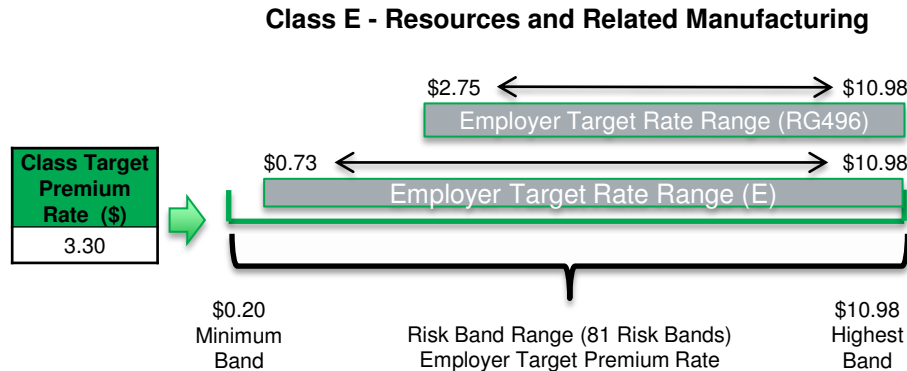 Class E - Resources and Related Manufacturing
$2.75 $10.98
Employer Target Rate Range (RG496)
$0.73 $10.98
Employer Target Rate Range (E)
Class Target
Premium
Rate ($)
3.30
$0.20
Minimum
Band
Risk Band Range (81 Risk Bands)
Employer Target Premium Rate
$10.98
Highest
Band